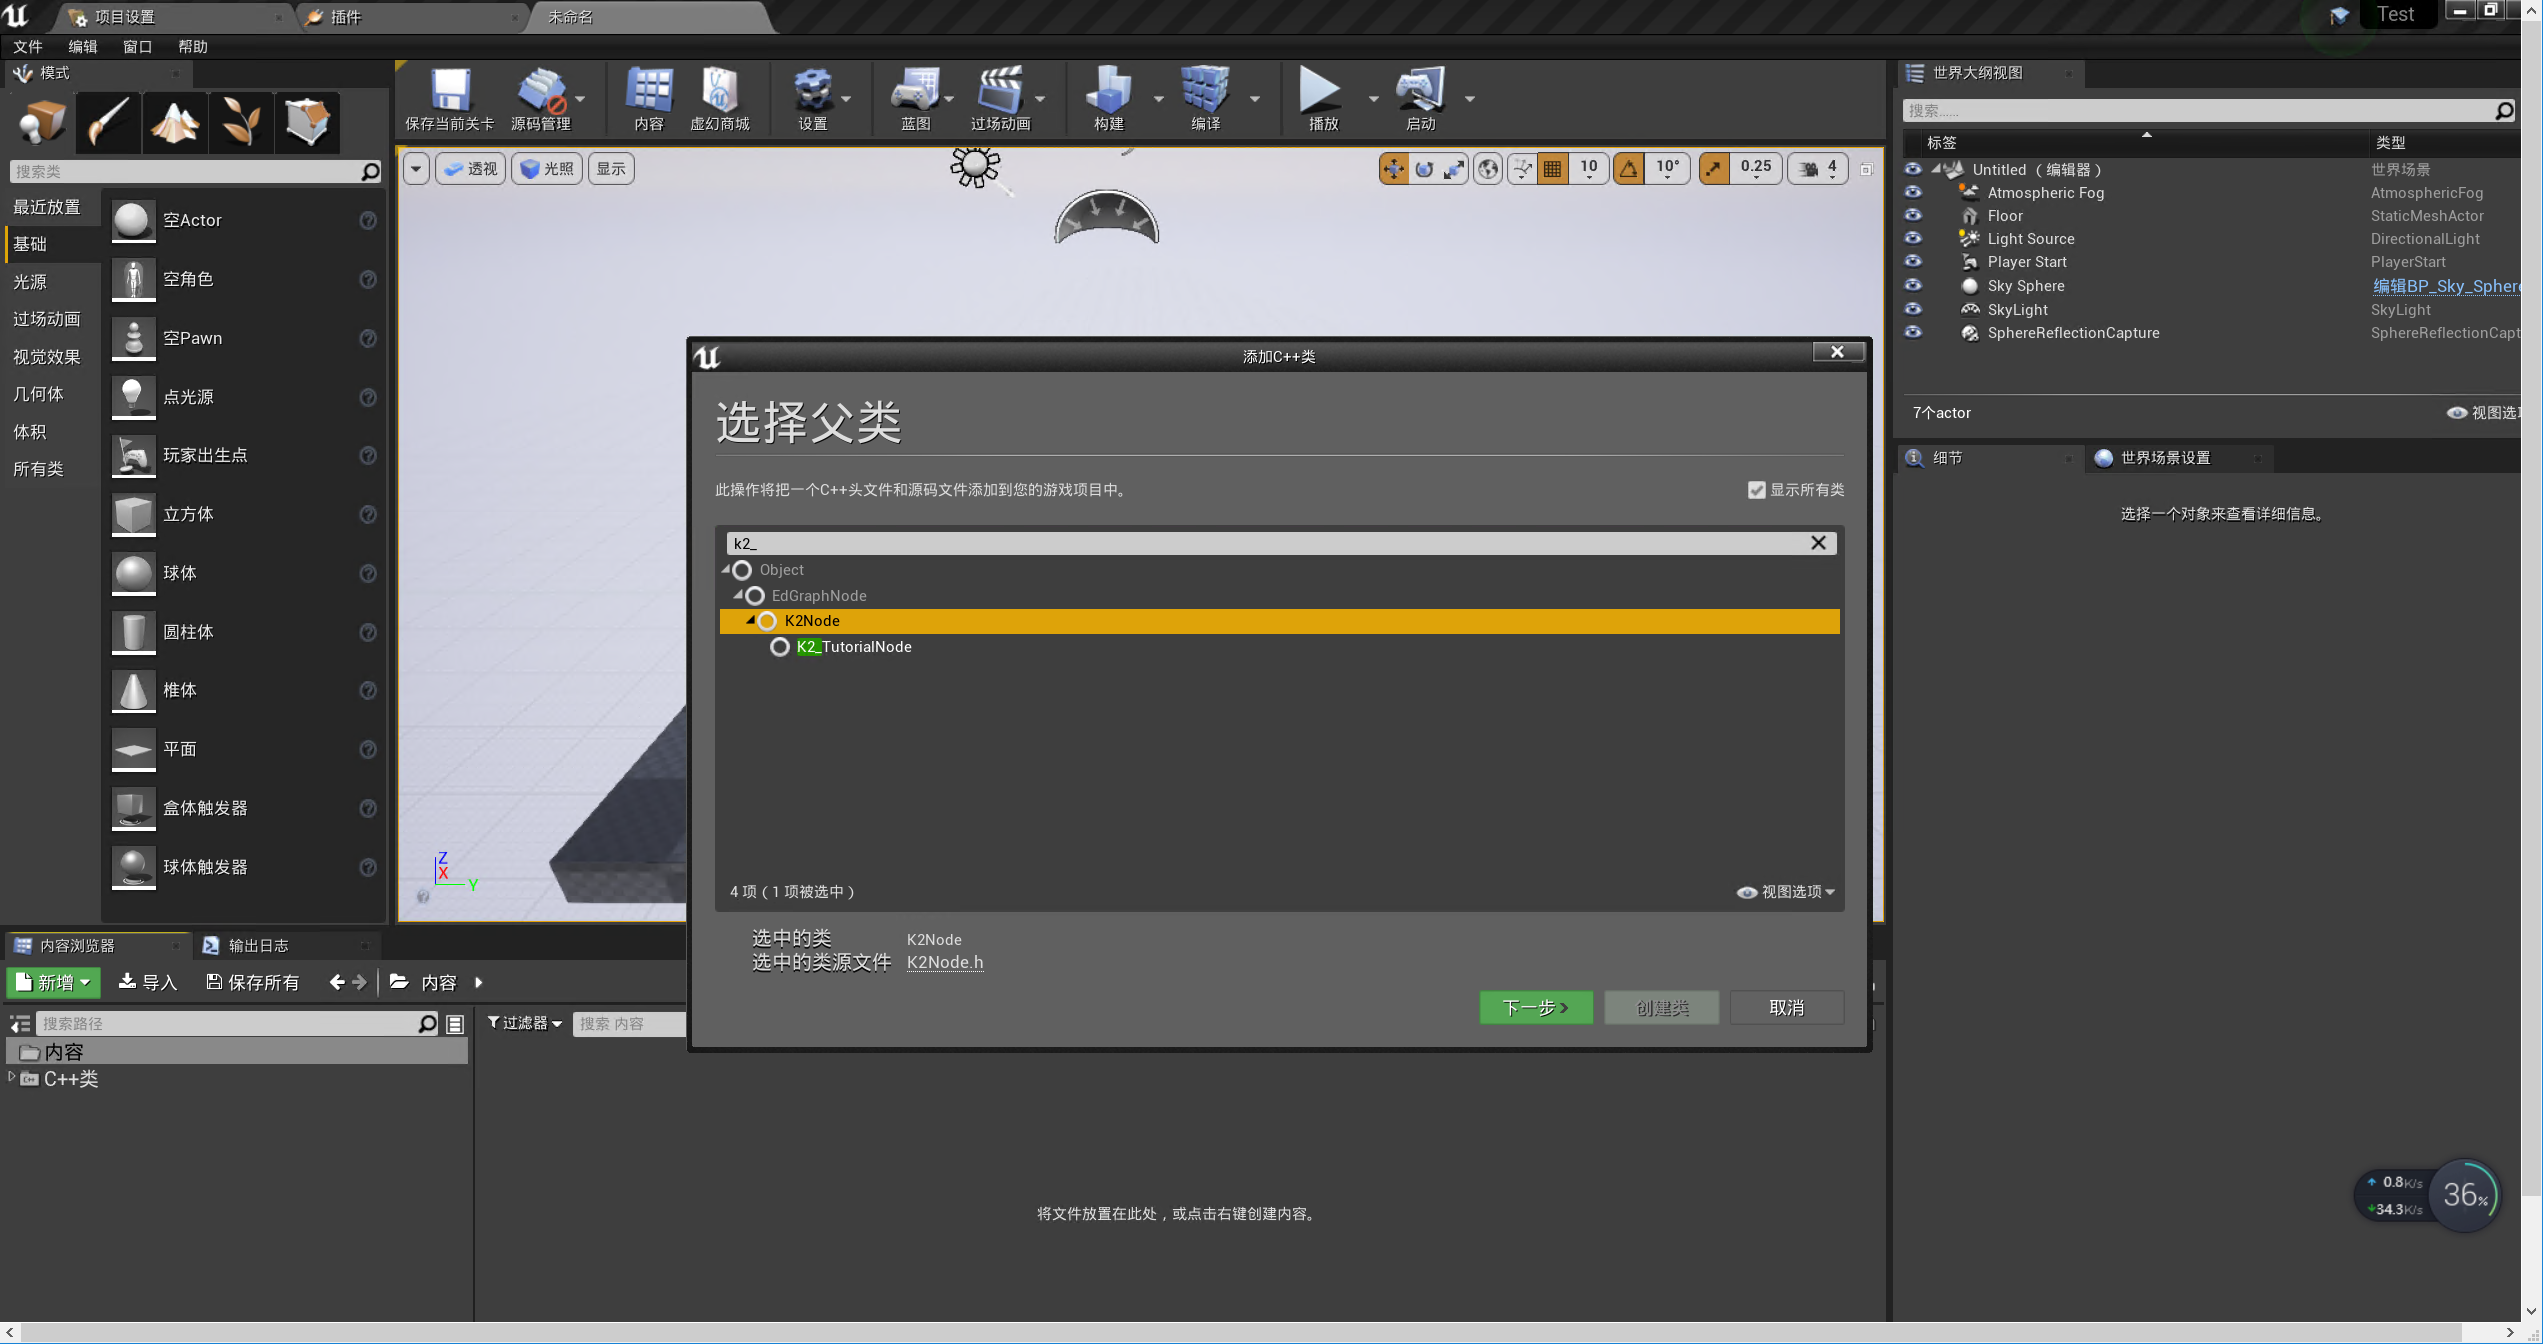 项目设置
插件
未命名
Test
文件 编辑 窗口 帮助
模式
保存当前关卡 源码管理 内容 虚幻商城 设置 蓝图 过场动画 构建 编译 播放 启动
搜索类
最近放置
基础
光源
过场动画
视觉效果
几何体
体积
所有类
空Actor
空角色
空Pawn
点光源
玩家出生点
立方体
球体
圆柱体
椎体
平面
盒体触发器
球体触发器
透视 光照 显示
10 10° 0.25 4
Z
X
Y
世界大纲视图
搜索......
标签 类型
Untitled （编辑器） 世界场景
Atmospheric Fog AtmosphericFog
Floor StaticMeshActor
Light Source DirectionalLight
Player Start PlayerStart
Sky Sphere 编辑BP_Sky_Sphere
SkyLight SkyLight
SphereReflectionCapture SphereReflectionCapt
7个actor 视图选
细节 世界场景设置
选择一个对象来查看详细信息。
添加C++类
选择父类
此操作将把一个C++头文件和源码文件添加到您的游戏项目中。
显示所有类
k2_
Object
EdGraphNode
K2Node
K2_TutorialNode
4 项（1 项被选中） 视图选项
选中的类 K2Node
选中的类源文件 K2Node.h
下一步 创建类 取消
内容浏览器 输出日志
新增 导入 保存所有 内容
搜索路径 过滤器 搜索 内容
内容
C++类
将文件放置在此处，或点击右键创建内容。
0.8K/s
34.3K/s
36%